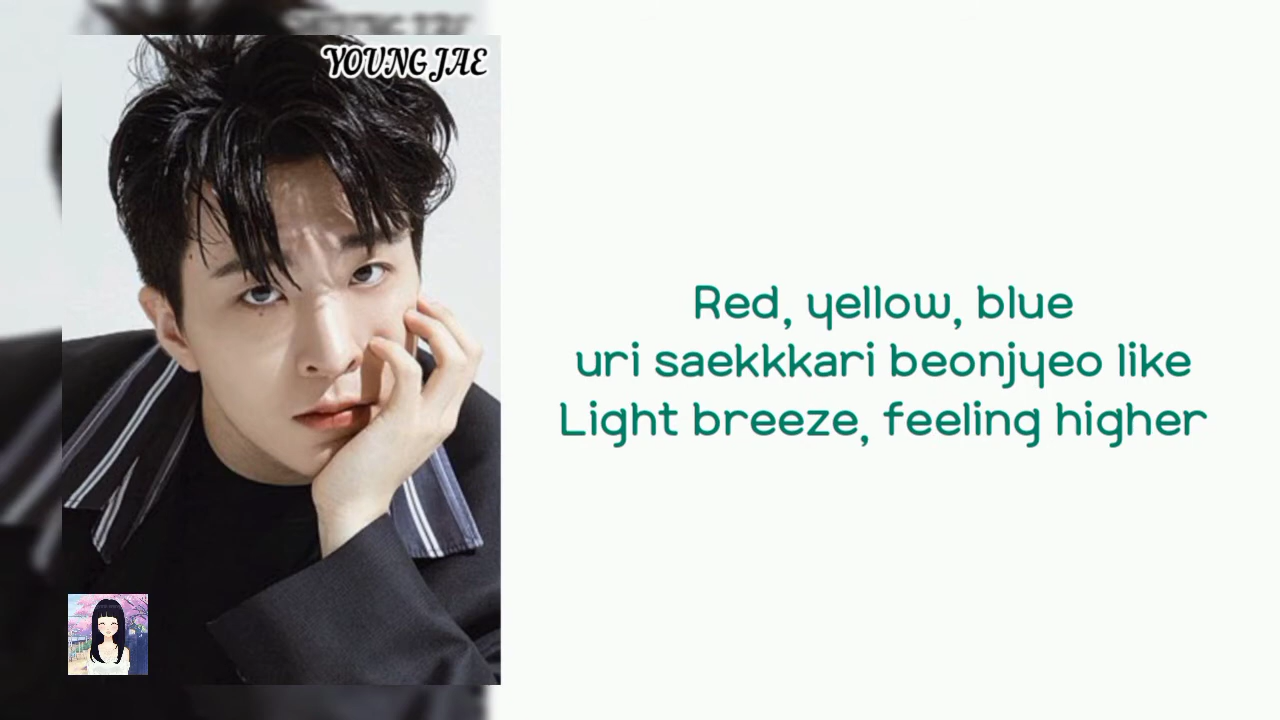 YOUNG JAE
Red, yellow, blue
uri saekkkari beonjyeo like
Light breeze, feeling higher